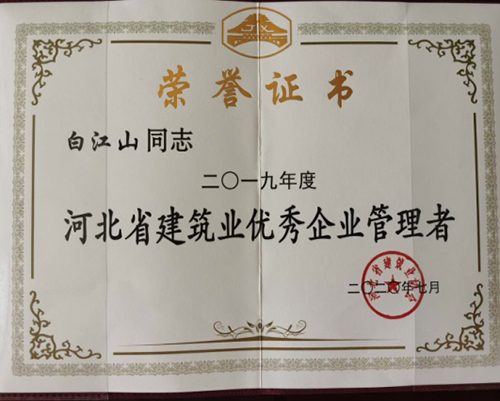 荣誉证书
白江山同志
二〇一九年度
河北省建筑业优秀企业管理者
二〇二〇年七月